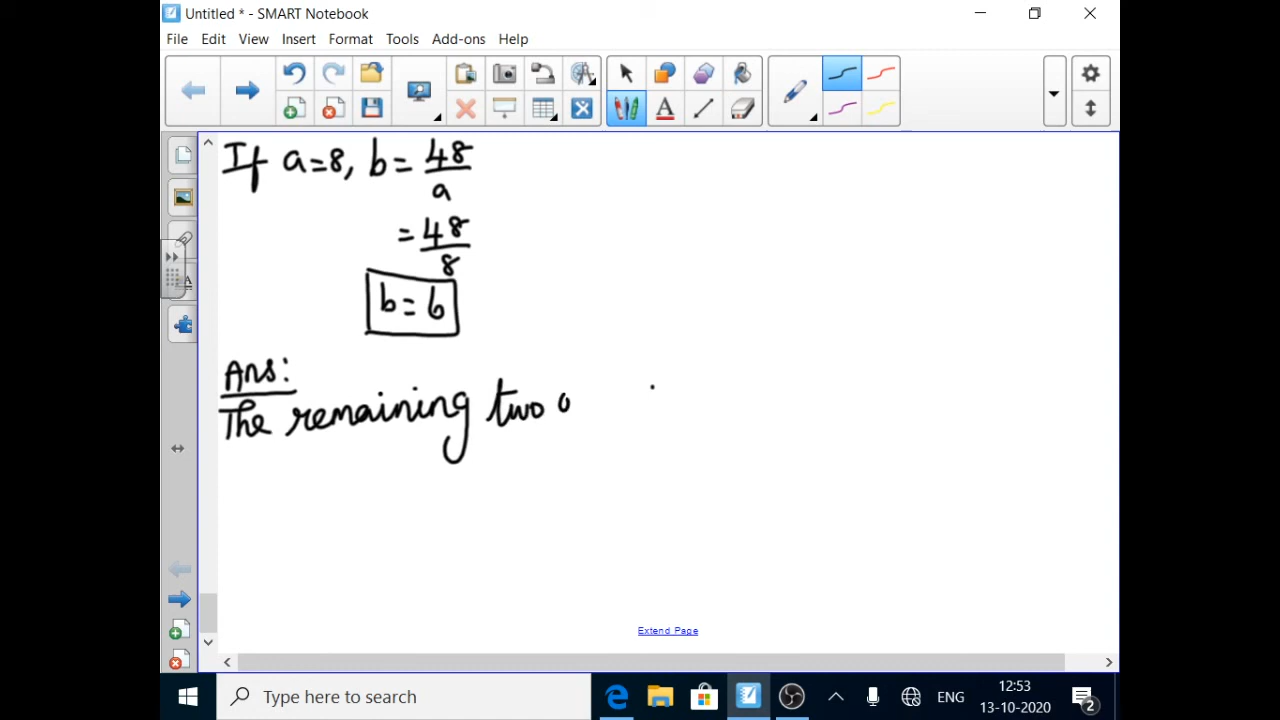 Untitled * - SMART Notebook
File Edit View Insert Format Tools Add-ons Help
If a=8, b= 48/a
= 48/8
b=6
Ans:
The remaining two
Extend Page
Type here to search
ENG
12:53
13-10-2020
2